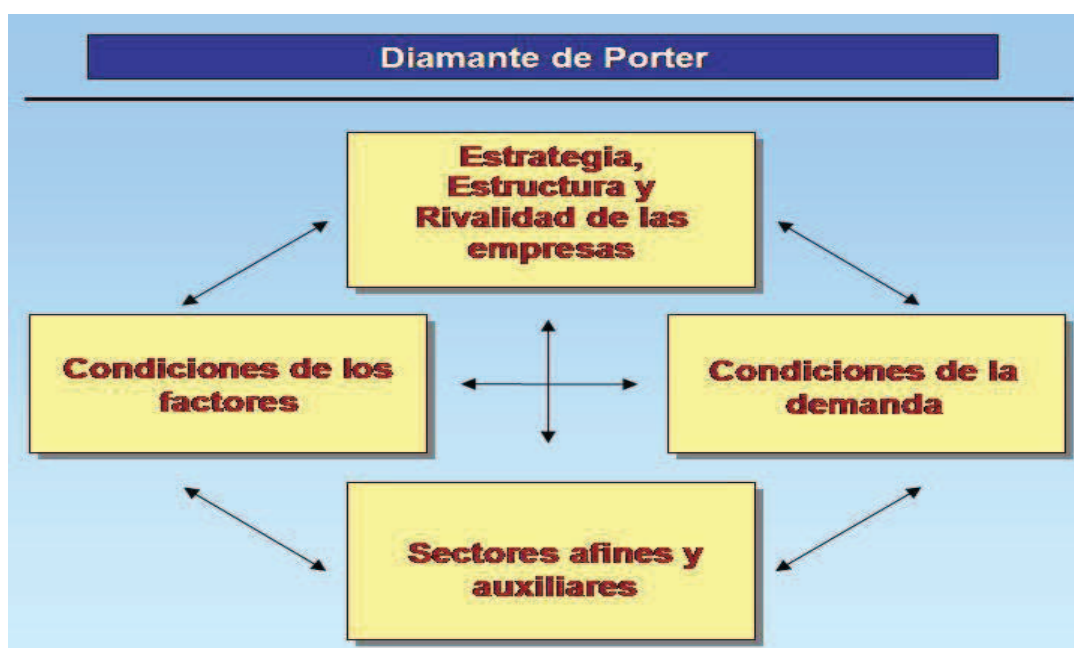 Diamante de Porter
Estrategia,
Estructura y
Rivalidad de las
empresas
Condiciones de los
factores
Condiciones de la
demanda
Sectores afines y
auxiliares